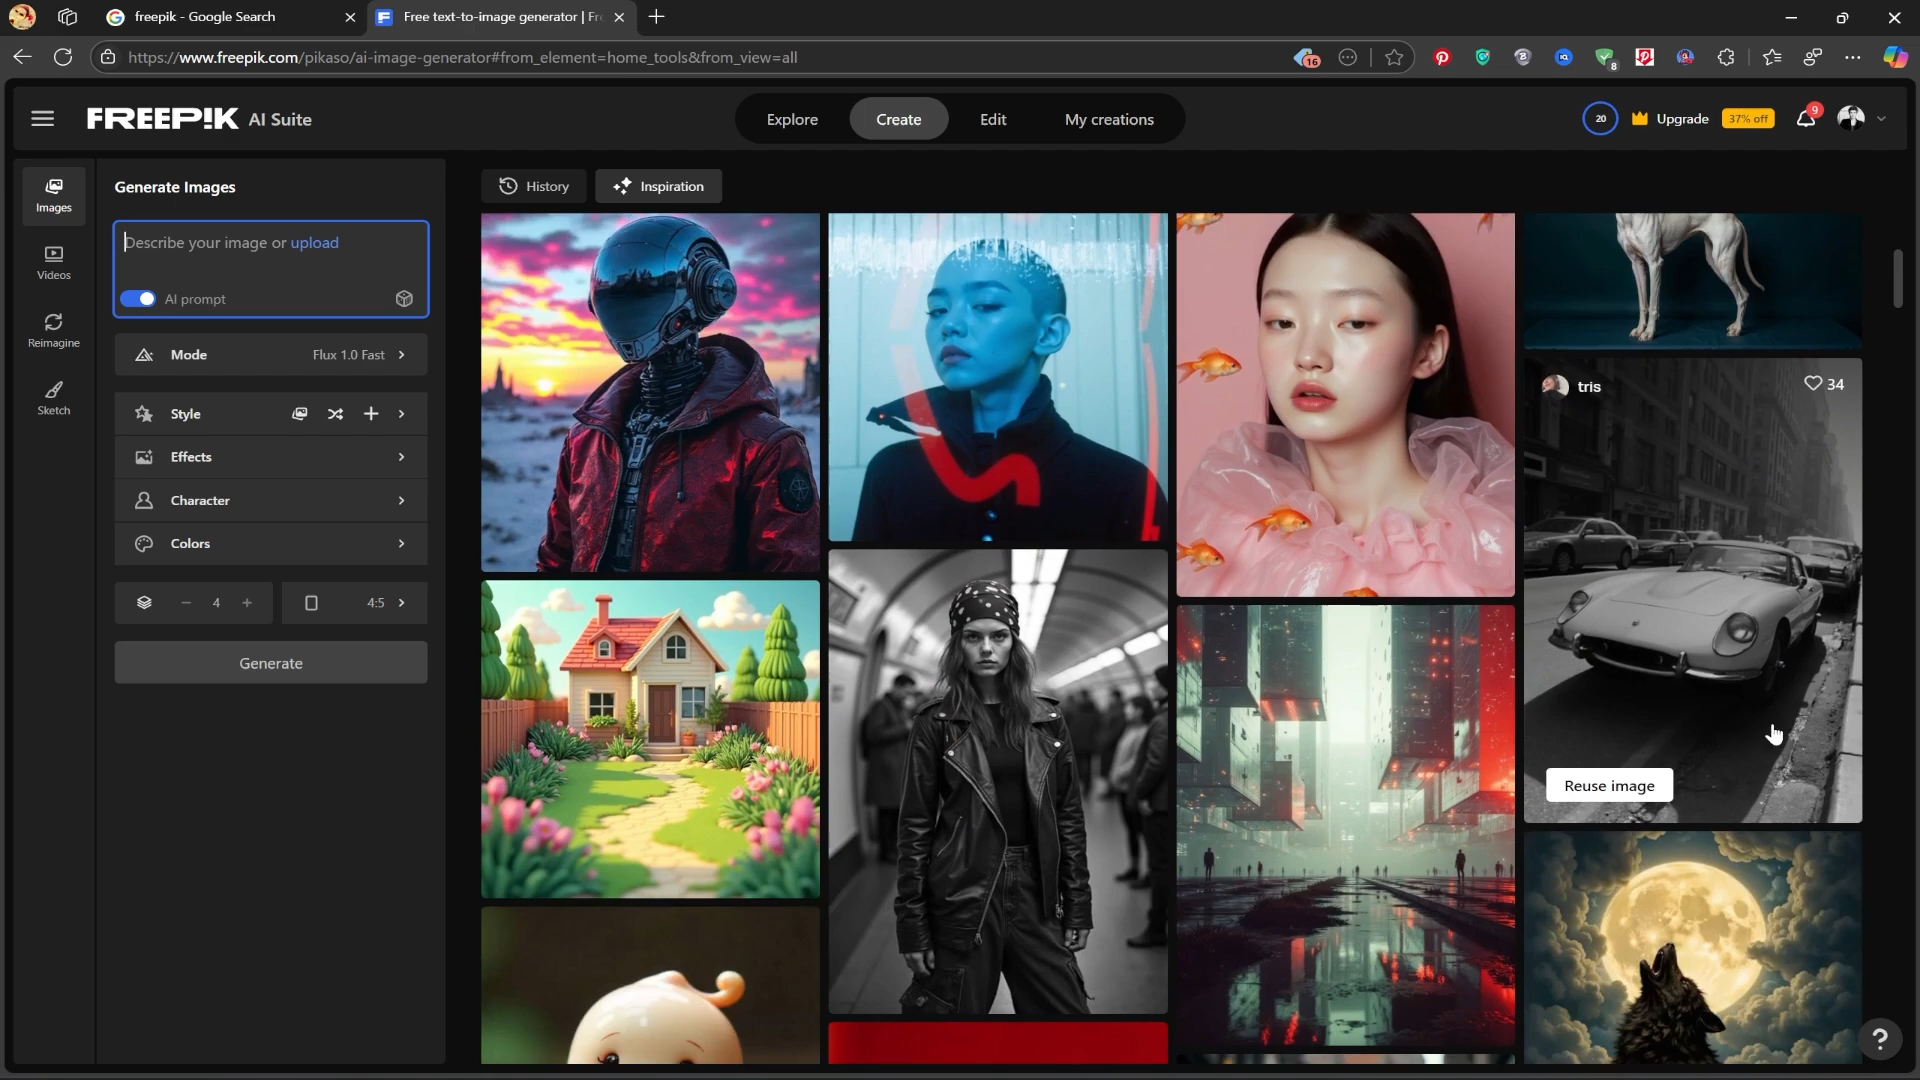 freepik - Google Search
Free text-to-image generator | Fr
https://www.freepik.com/pikaso/ai-image-generator#from_element=home_tools&from_view=all
16
8
FREEP!K AI Suite
Explore
Create
Edit
My creations
20
Upgrade
37% off
9
Images
Videos
Reimagine
Sketch
Generate Images
Describe your image or upload
AI prompt
Mode
Flux 1.0 Fast
Style
Effects
Character
Colors
4
4:5
Generate
History
Inspiration
tris
34
Reuse image
?